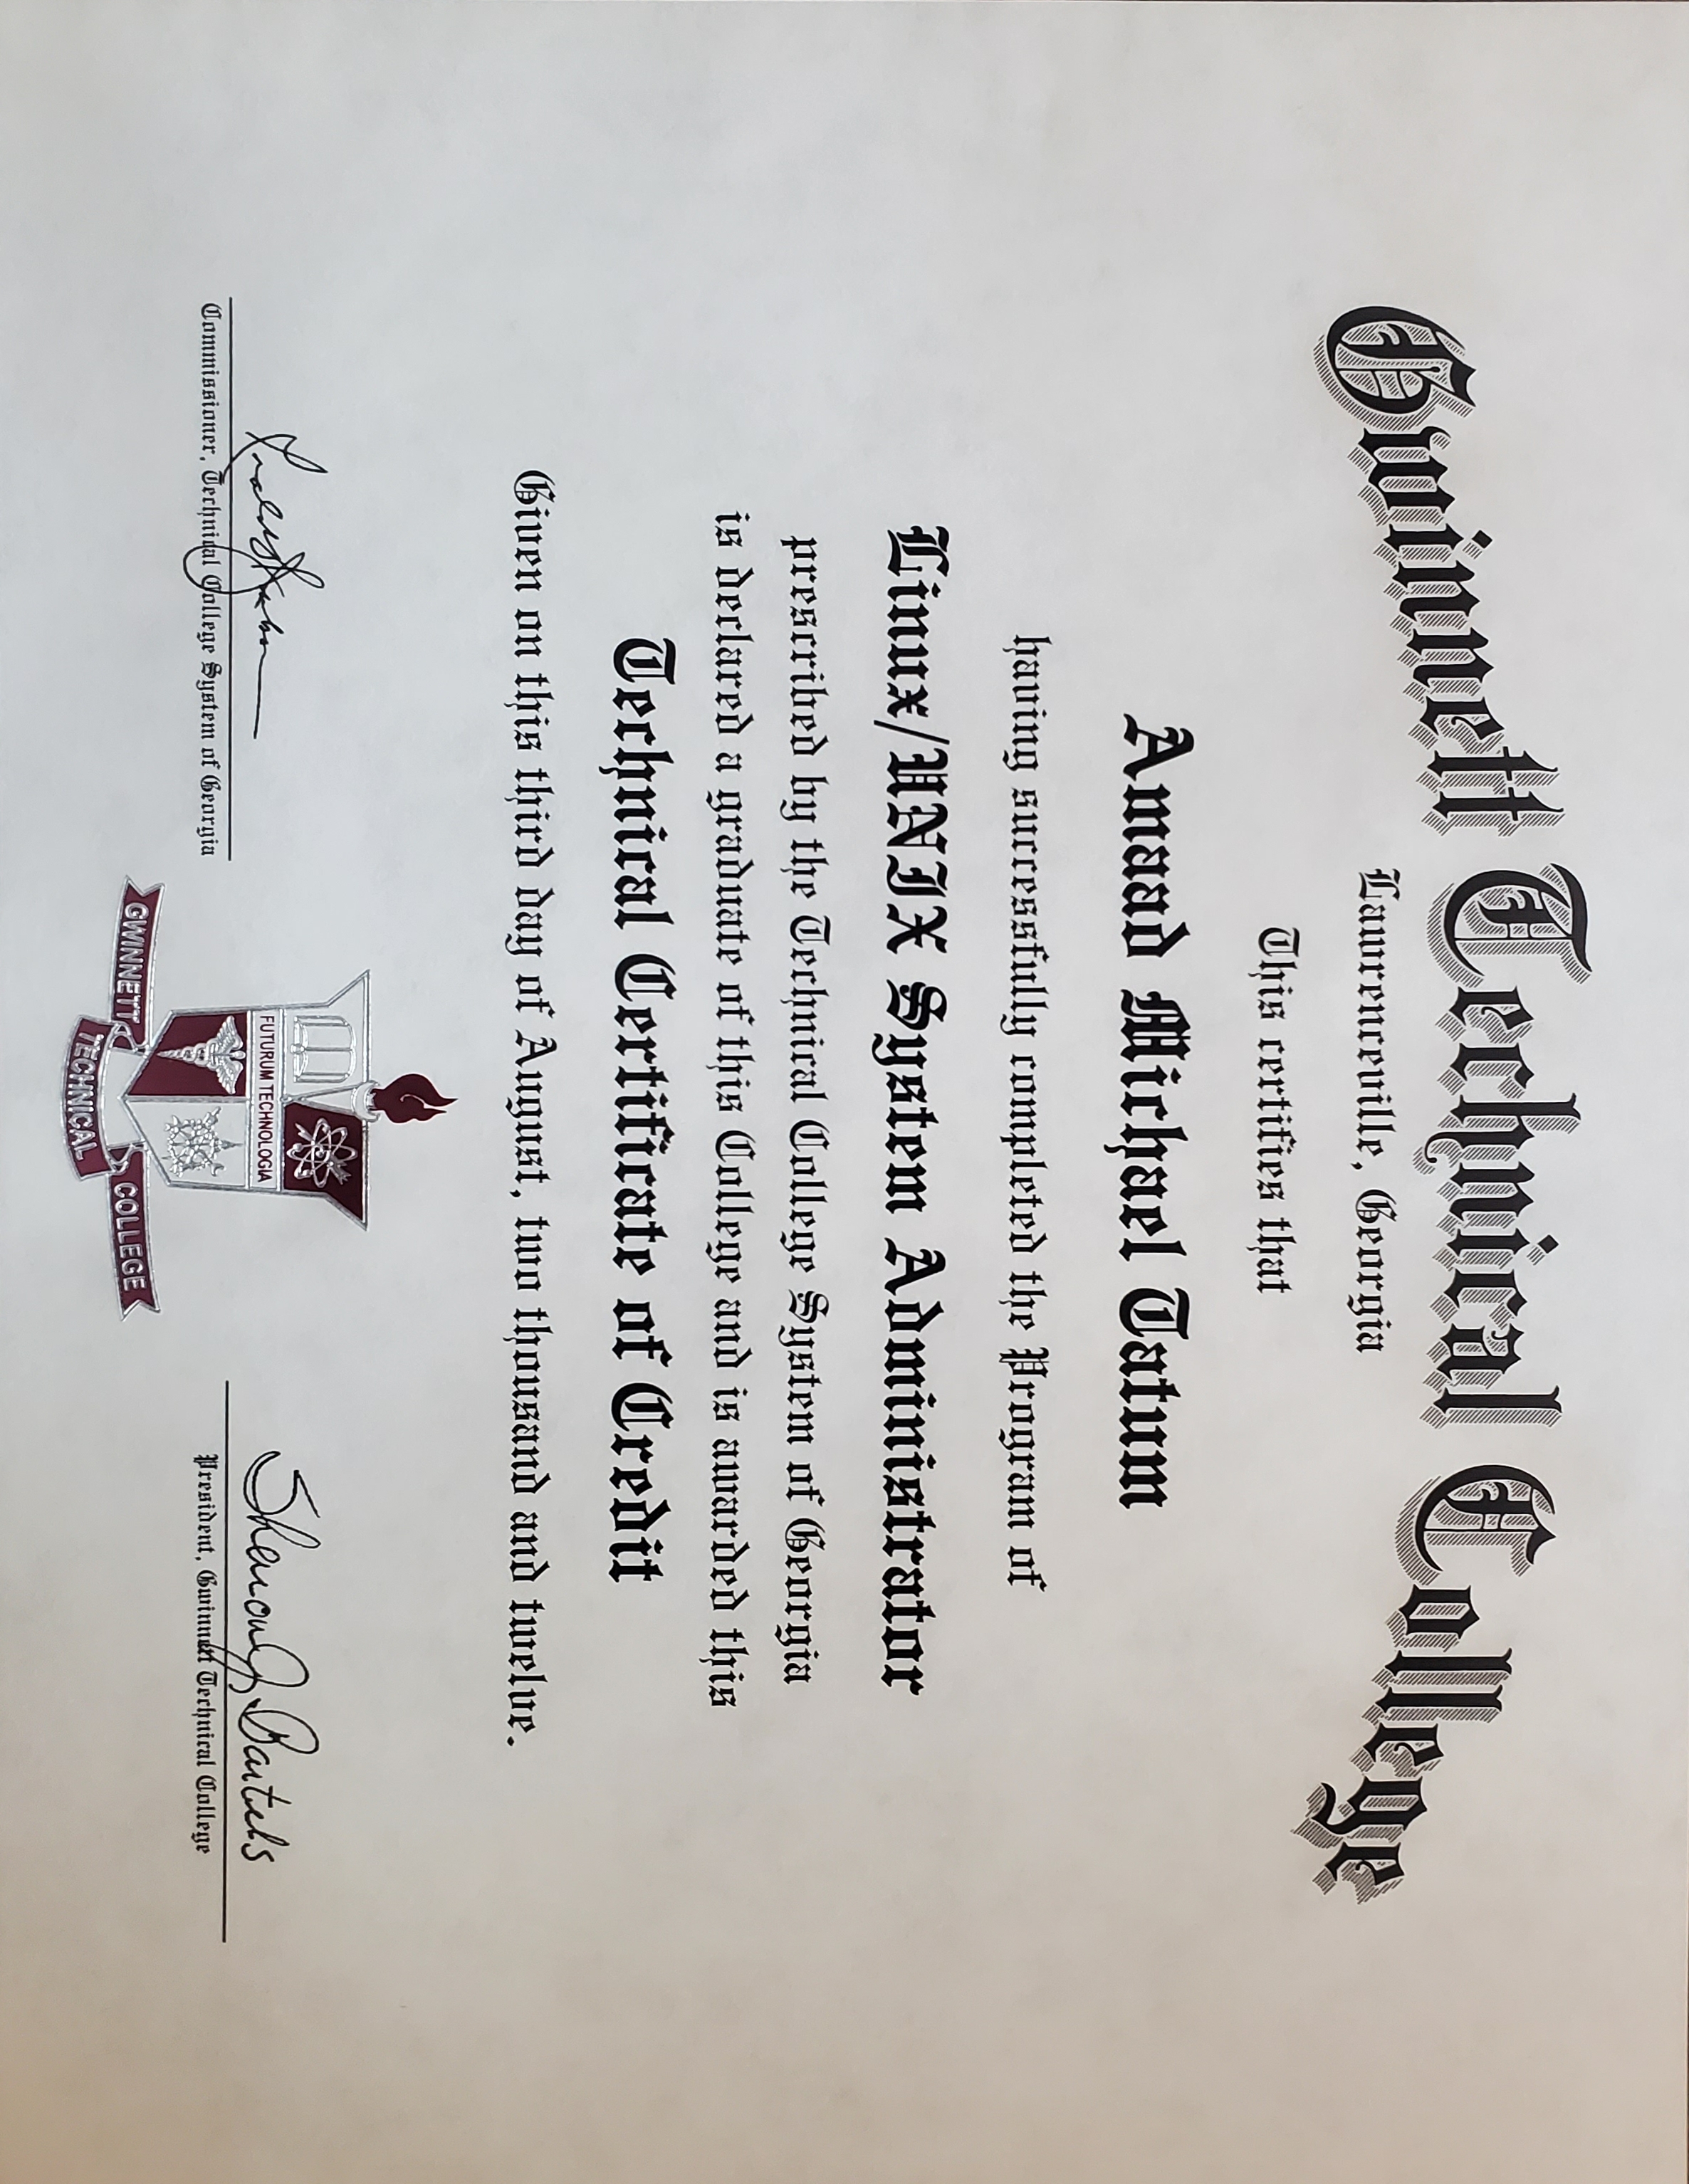 Gwinnett Technical College
Lawrenceville, Georgia
This certifies that
Amaad Michael Tatum
having successfully completed the Program of
Linux/UNIX System Administrator
prescribed by the Technical College System of Georgia
is declared a graduate of this College and is awarded this
Technical Certificate of Credit
Given on this third day of August, two thousand and twelve.
FUTURUM TECHNOLOGIA
GWINNETT TECHNICAL COLLEGE
Commissioner, Technical College System of Georgia
Sharon J. Bartels
President, Gwinnett Technical College